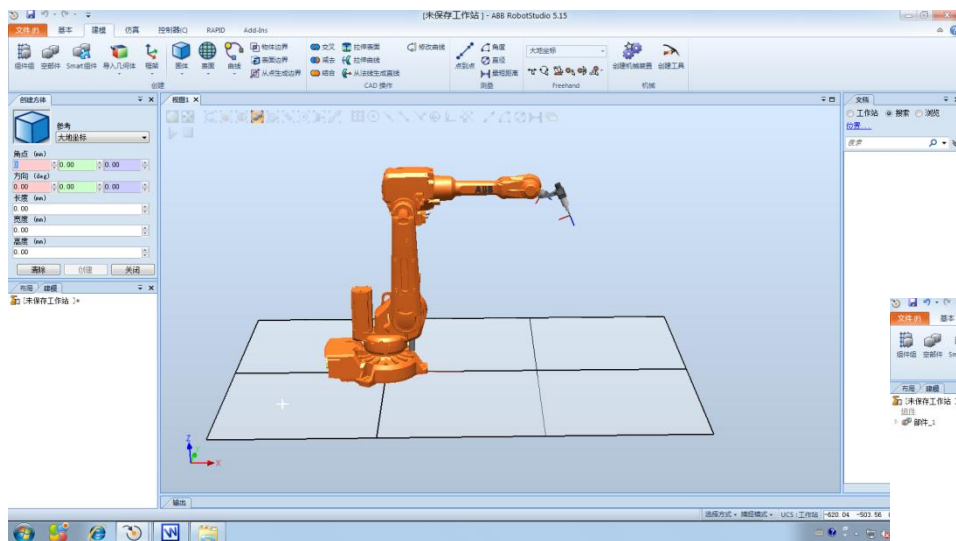 [未保存工作站] - ABB RobotStudio 5.15
文件(F) 基本 建模 仿真 控制器(C) RAPID Add-Ins
组件组 空部件 Smart组件 导入几何体 框架 固体 表面 曲线
物体边界
表面边界
从点生成边界
交叉 拉伸表面 修改曲线
减去 拉伸曲线
结合 从法线生成直线
点到点
角度
直径
最短距离
大地坐标
创建机械装置 创建工具
创建 CAD 操作 测量 Freehand 机械
创建方体
视图1
文档
参考
大地坐标
工作站 搜索 浏览
位置...
搜索
角点 (mm)
0.00 0.00
方向 (deg)
0.00 0.00 0.00
长度 (mm)
0.00
宽度 (mm)
0.00
高度 (mm)
0.00
清除 创建 关闭
布局 建模
[未保存工作站]*
ABB
Z
Y
X
文件(F) 基本
组件组 空部件
布局 建模
[未保存工作站]
组件
部件_1
输出
选择方式 捕捉模式 UCS : 工作站 -620.04 -503.56
W